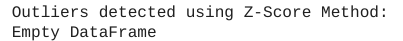 Outliers detected using Z-Score Method:
Empty DataFrame